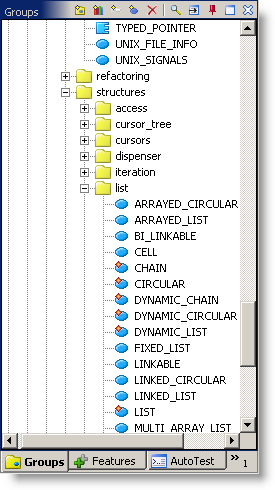 Groups
TYPED_POINTER
UNIX_FILE_INFO
UNIX_SIGNALS
refactoring
structures
access
cursor_tree
cursors
dispenser
iteration
list
ARRAYED_CIRCULAR
ARRAYED_LIST
BI_LINKABLE
CELL
CHAIN
CIRCULAR
DYNAMIC_CHAIN
DYNAMIC_CIRCULAR
DYNAMIC_LIST
FIXED_LIST
LINKABLE
LINKED_CIRCULAR
LINKED_LIST
LIST
MULTI_ARRAY_LIST
Groups Features AutoTest » 1